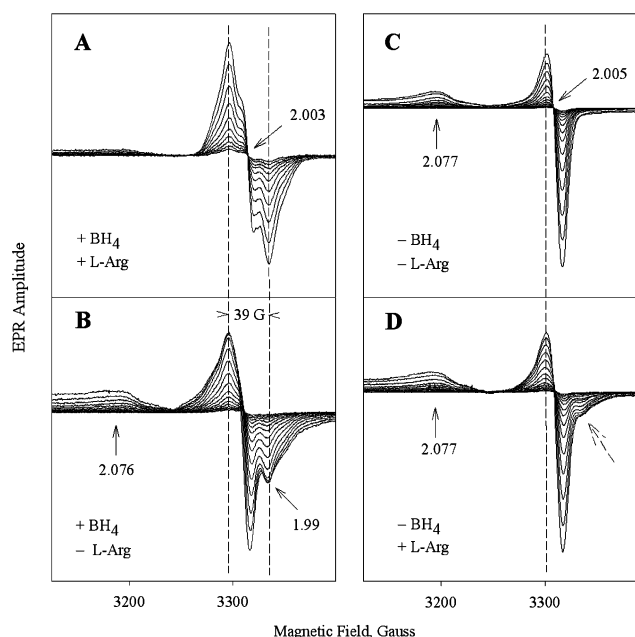 A
2.003
+ BH4
+ L-Arg
C
2.005
2.077
– BH4
– L-Arg
EPR Amplitude
B
39 G
2.076
1.99
+ BH4
– L-Arg
D
2.077
– BH4
+ L-Arg
3200
3300
3200
3300
Magnetic Field, Gauss